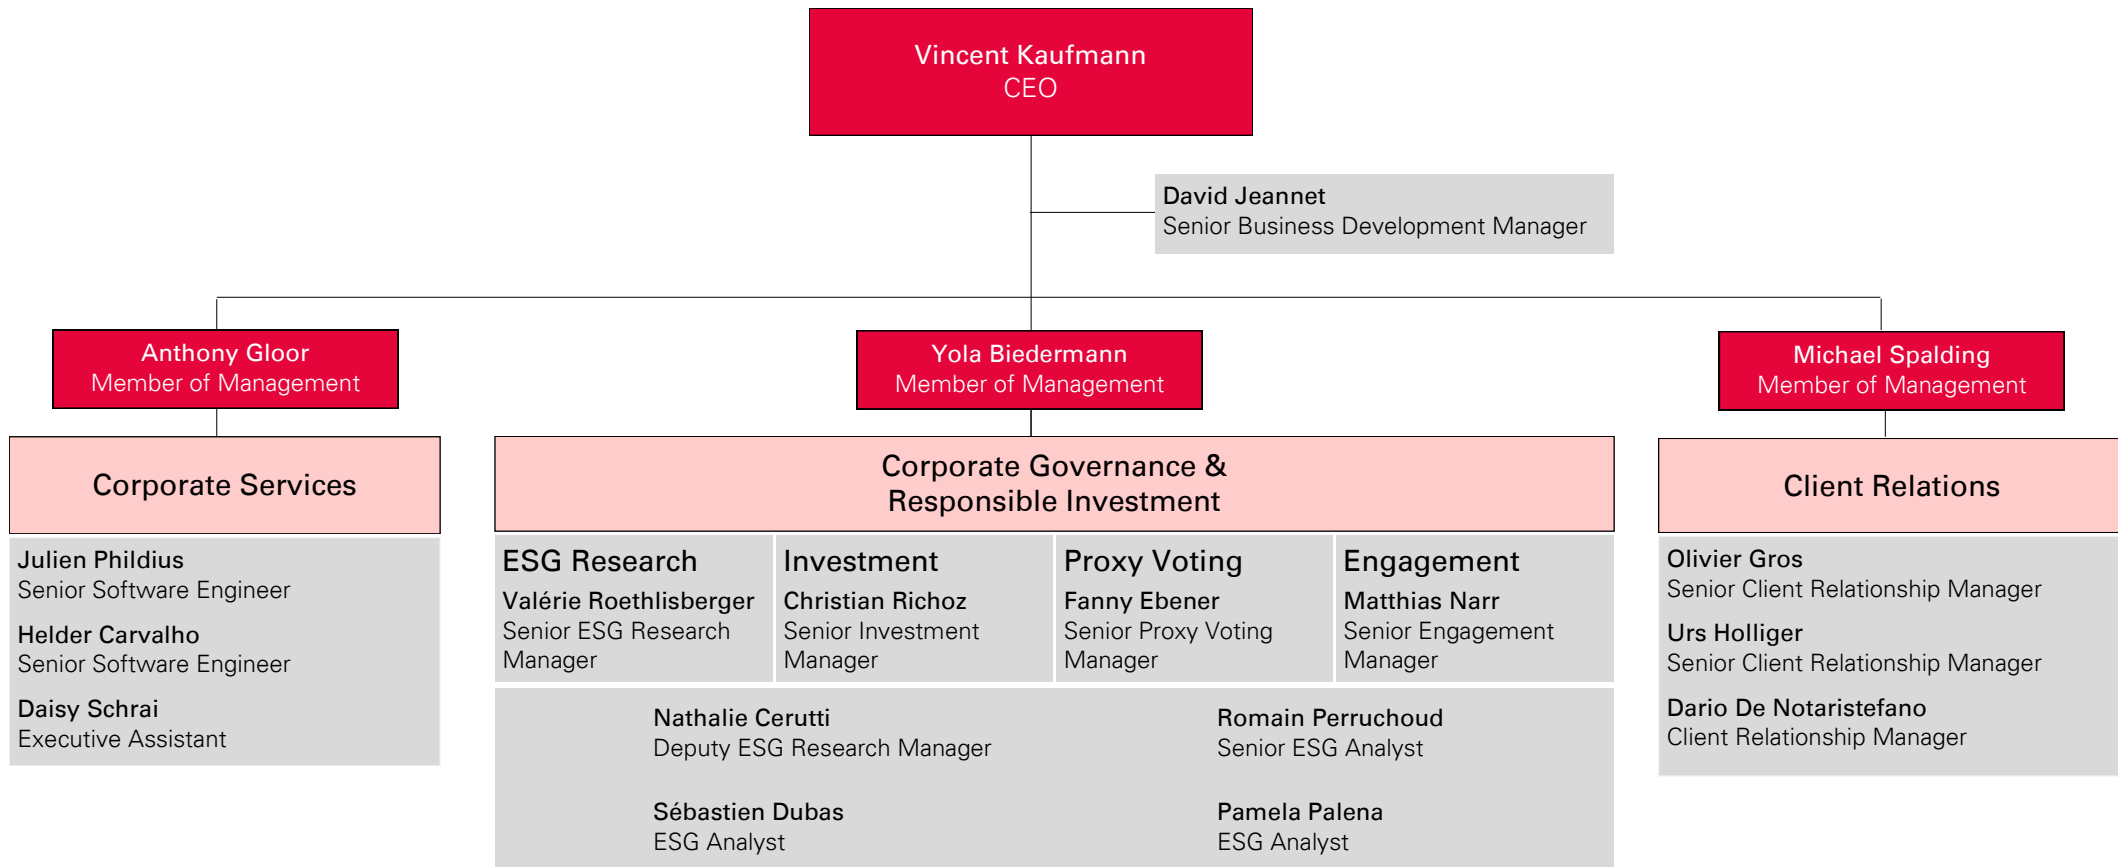 Vincent Kaufmann
CEO
David Jeannet
Senior Business Development Manager
Anthony Gloor
Member of Management
Yola Biedermann
Member of Management
Michael Spalding
Member of Management
Corporate Services
Julien Phildius
Senior Software Engineer
Helder Carvalho
Senior Software Engineer
Daisy Schrai
Executive Assistant
Corporate Governance &
Responsible Investment
ESG Research
Valérie Roethlisberger
Senior ESG Research
Manager
Investment
Christian Richoz
Senior Investment
Manager
Proxy Voting
Fanny Ebener
Senior Proxy Voting
Manager
Engagement
Matthias Narr
Senior Engagement
Manager
Nathalie Cerutti
Deputy ESG Research Manager
Romain Perruchoud
Senior ESG Analyst
Sébastien Dubas
ESG Analyst
Pamela Palena
ESG Analyst
Client Relations
Olivier Gros
Senior Client Relationship Manager
Urs Holliger
Senior Client Relationship Manager
Dario De Notaristefano
Client Relationship Manager